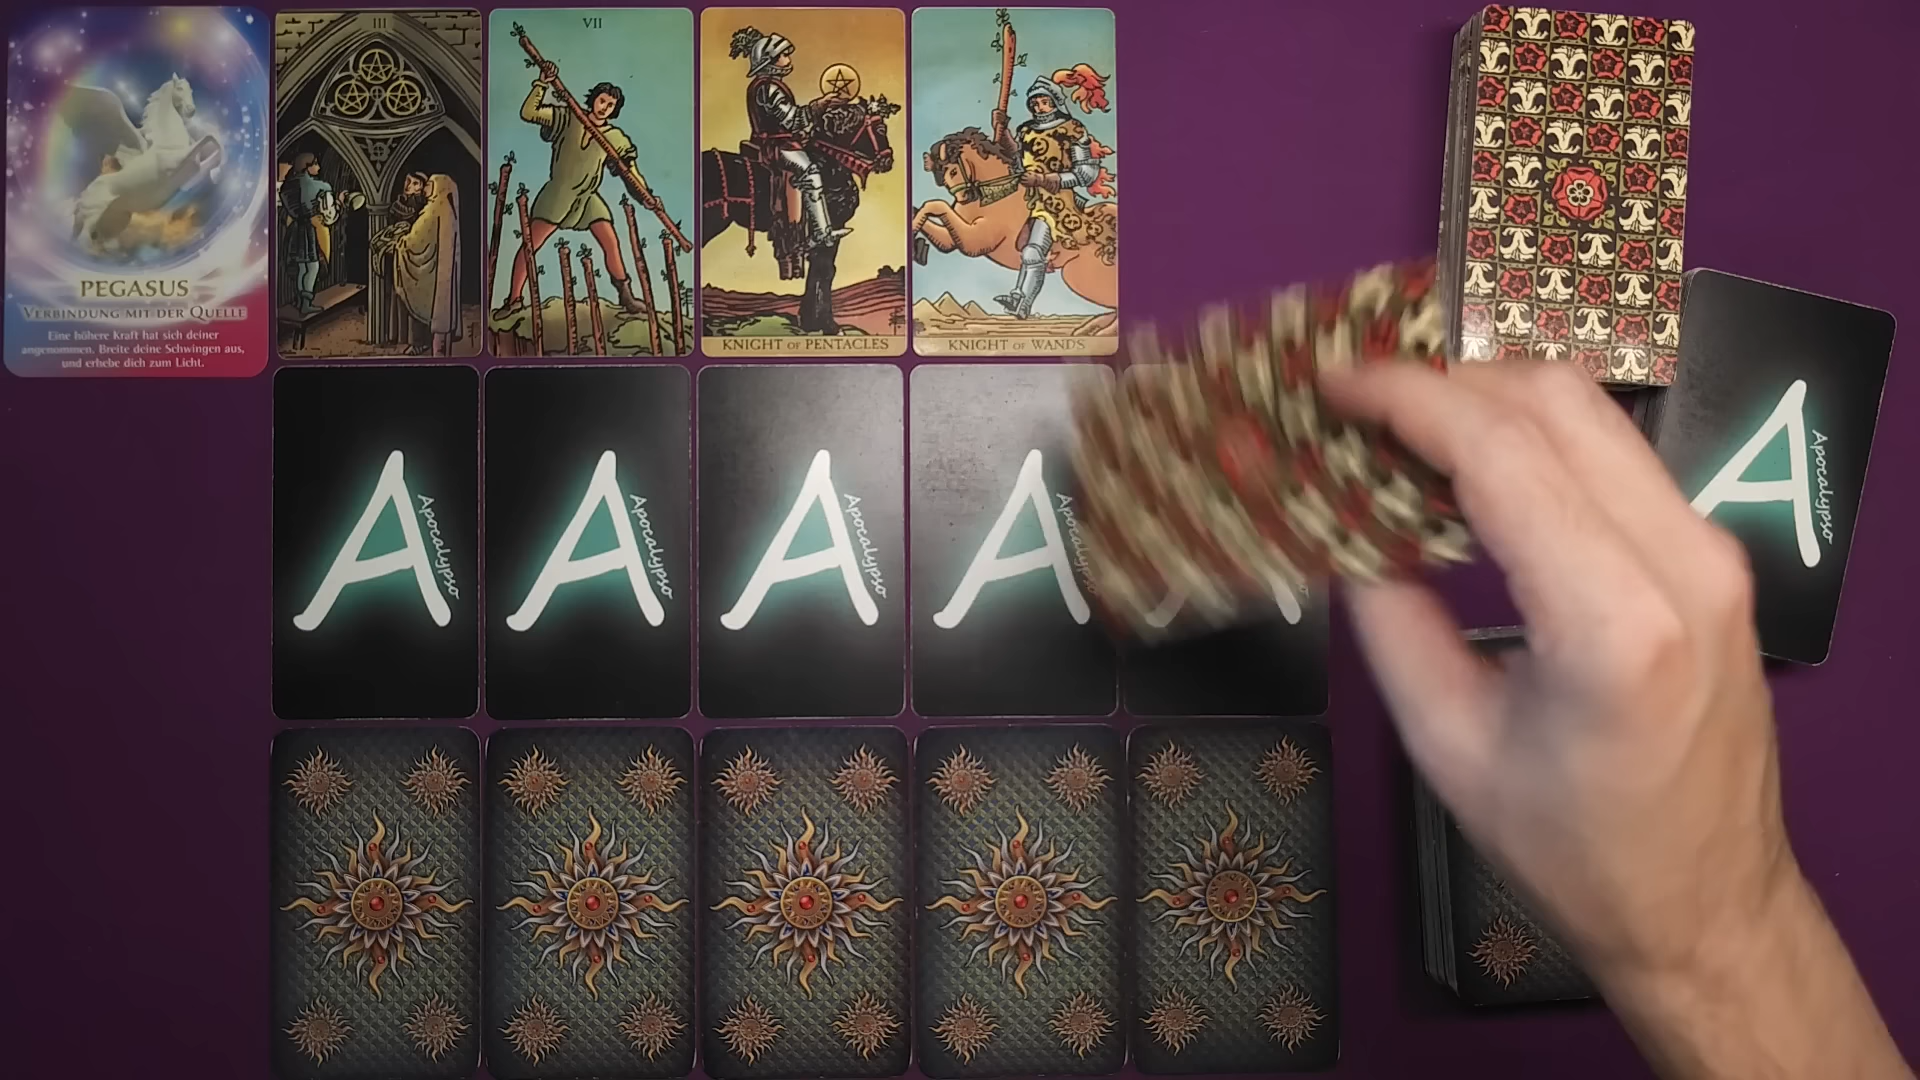 III
VII
KNIGHT OF PENTACLES
KNIGHT OF WANDS
PEGASUS
VERBINDUNG MIT DER QUELLE
Eine höhere Kraft hat sich deiner
angenommen. Breite deine Schwingen aus,
und erhebe dich zum Licht.
A
Apocalypso
A
Apocalypso
A
Apocalypso
A
Apocalypso
A
Apocalypso